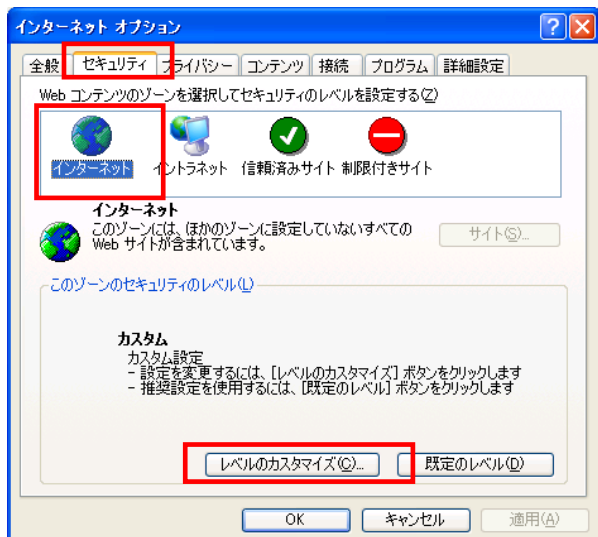 インターネット オプション
全般 セキュリティ プライバシー コンテンツ 接続 プログラム 詳細設定
Web コンテンツのゾーンを選択してセキュリティのレベルを設定する(Z)
インターネット イントラネット 信頼済みサイト 制限付きサイト
インターネット
このゾーンには、ほかのゾーンに設定していないすべての
Web サイトが含まれています。
サイト(S)...
このゾーンのセキュリティのレベル(L)
カスタム
カスタム設定
- 設定を変更するには、[レベルのカスタマイズ] ボタンをクリックします
- 推奨設定を使用するには、[既定のレベル] ボタンをクリックします
レベルのカスタマイズ(C)... 既定のレベル(D)
OK キャンセル 適用(A)